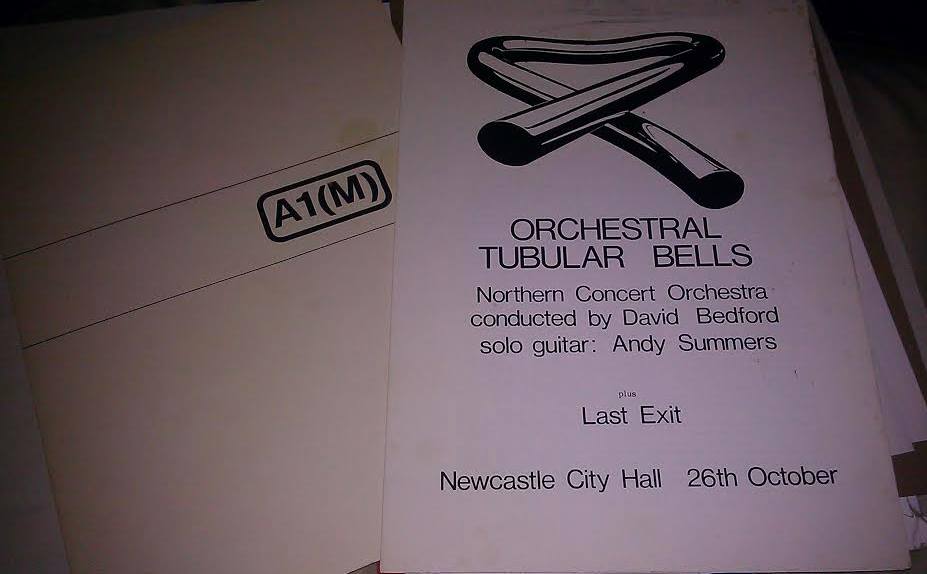 A1(M)
ORCHESTRAL
TUBULAR BELLS
Northern Concert Orchestra
conducted by David Bedford
solo guitar: Andy Summers
plus
Last Exit
Newcastle City Hall 26th October